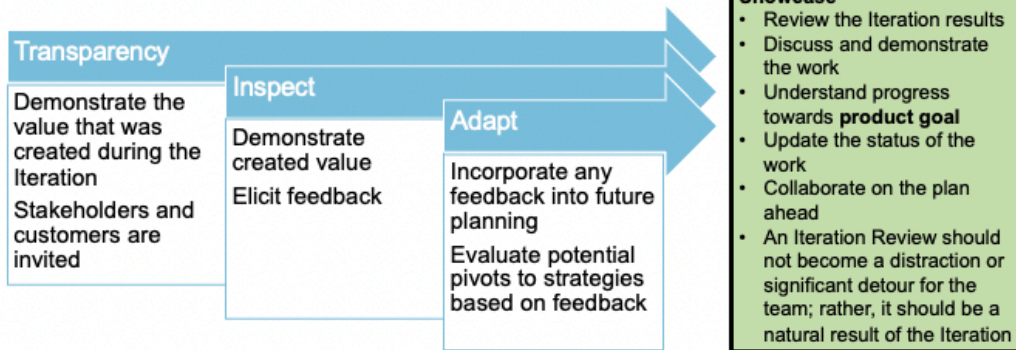 Transparency
Demonstrate the
value that was
created during the
Iteration
Stakeholders and
customers are
invited
Inspect
Demonstrate
created value
Elicit feedback
Adapt
Incorporate any
feedback into future
planning
Evaluate potential
pivots to strategies
based on feedback
Showcase
• Review the Iteration results
• Discuss and demonstrate
the work
• Understand progress
towards product goal
• Update the status of the
work
• Collaborate on the plan
ahead
• An Iteration Review should
not become a distraction or
significant detour for the
team; rather, it should be a
natural result of the Iteration